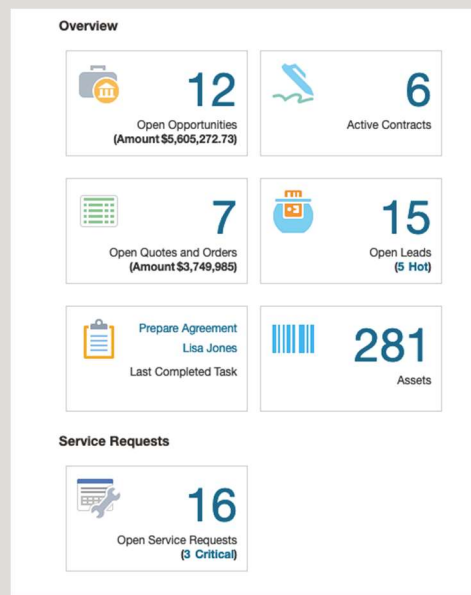 Overview
12
Open Opportunities
(Amount $5,605,272.73)
6
Active Contracts
7
Open Quotes and Orders
(Amount $3,749,985)
15
Open Leads
(5 Hot)
Prepare Agreement
Lisa Jones
Last Completed Task
281
Assets
Service Requests
16
Open Service Requests
(3 Critical)